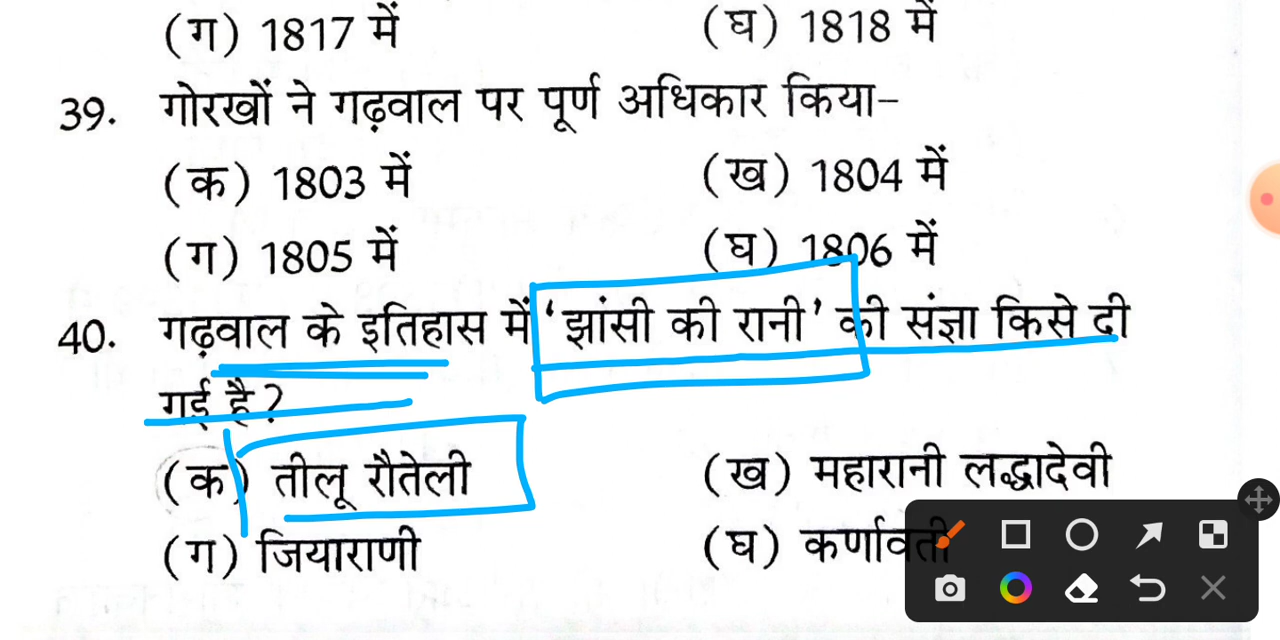 (ग) 1817 में (घ) 1818 में
39. गोरखों ने गढ़वाल पर पूर्ण अधिकार किया–
(क) 1803 में (ख) 1804 में
(ग) 1805 में (घ) 1806 में
40. गढ़वाल के इतिहास में 'झांसी की रानी' की संज्ञा किसे दी
गई है?
(क) तीलू रौतेली (ख) महारानी लद्धादेवी
(ग) जियाराणी (घ) कर्णावती